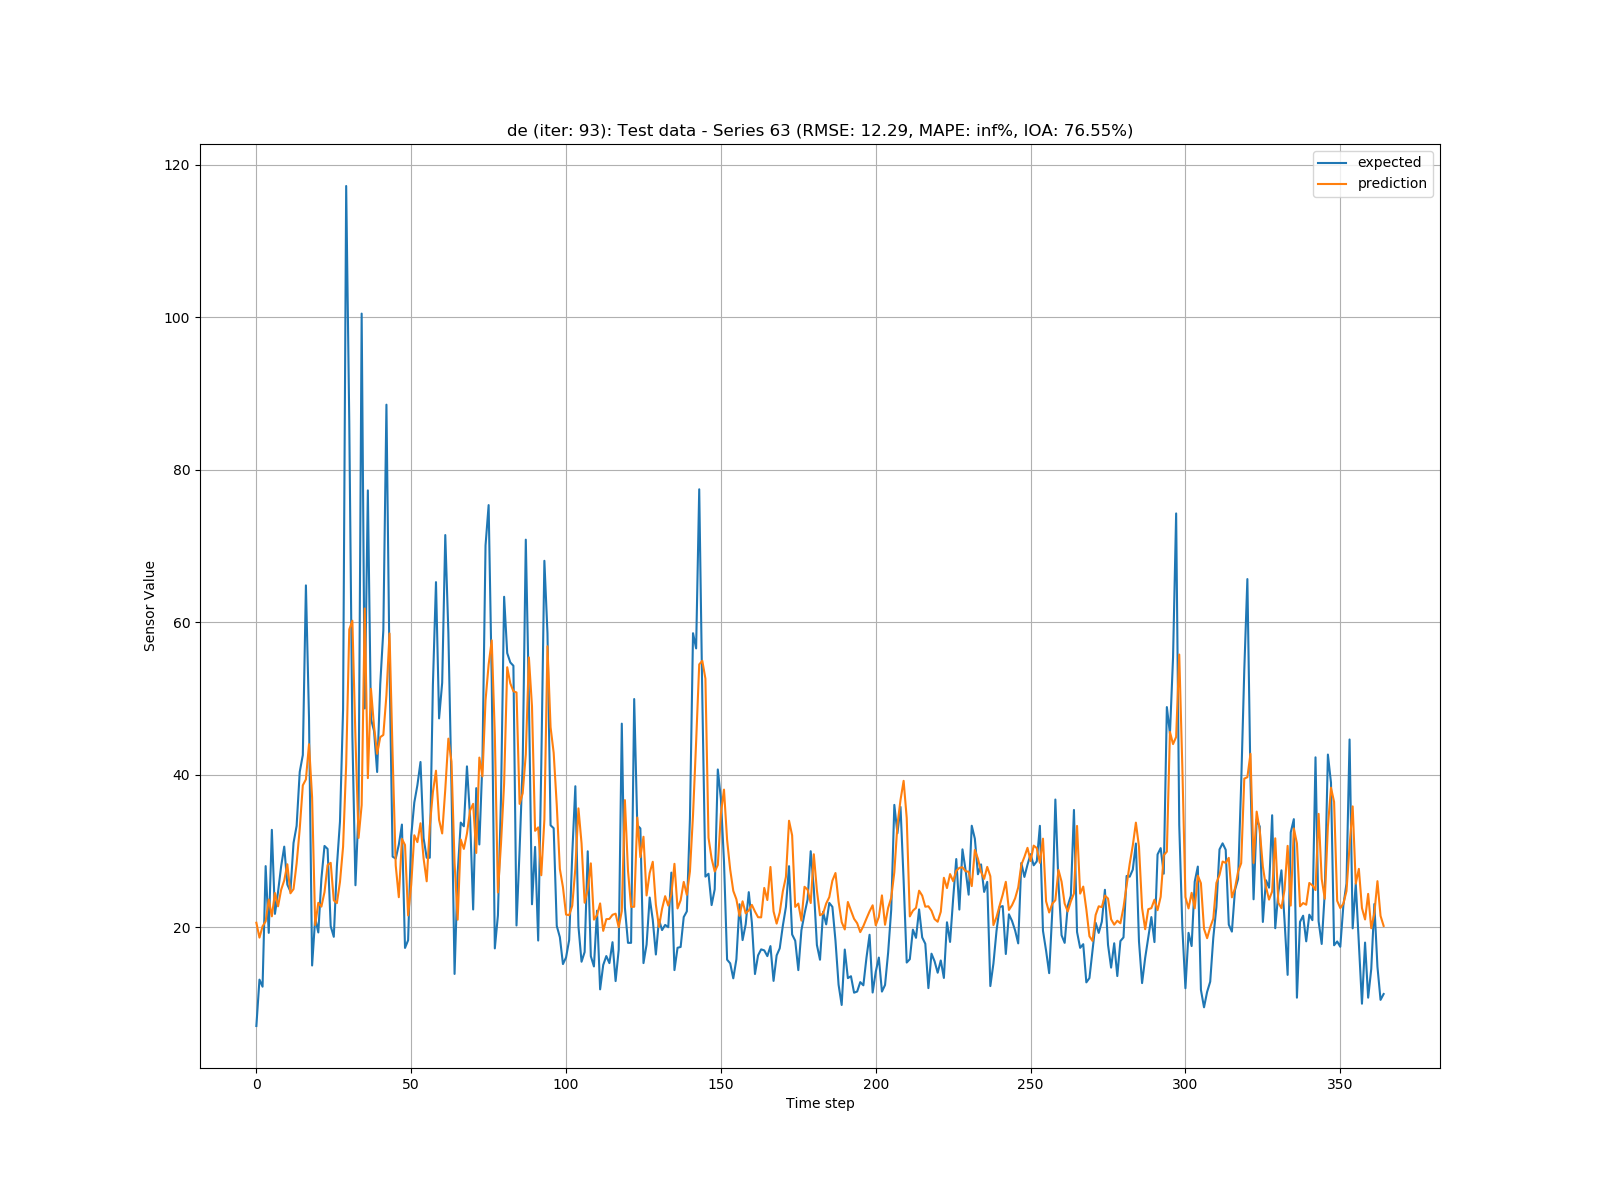 de (iter: 93): Test data - Series 63 (RMSE: 12.29, MAPE: inf%, IOA: 76.55%)
expected
prediction
120
100
80
60
40
20
Sensor Value
0 50 100 150 200 250 300 350
Time step